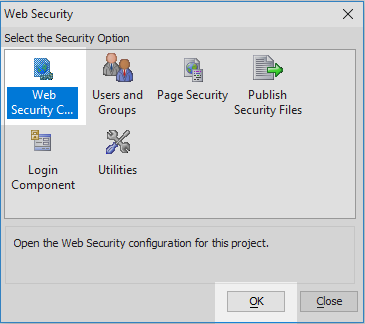 Web Security
Select the Security Option
Web
Security C...
Users and
Groups
Page Security
Publish
Security Files
Login
Component
Utilities
Open the Web Security configuration for this project.
OK
Close